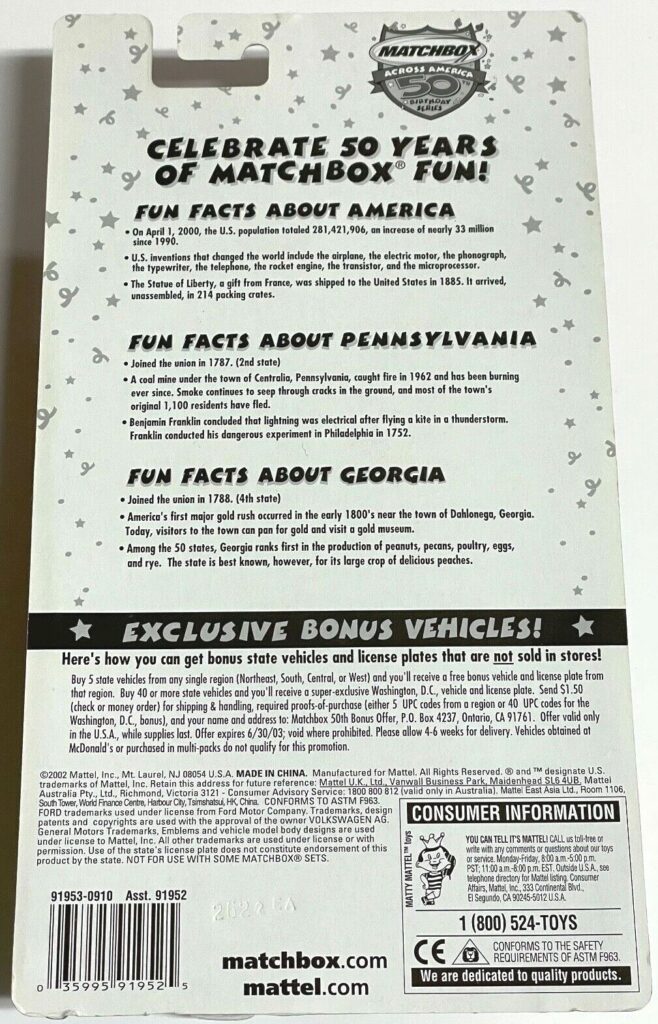 MATCHBOX
ACROSS AMERICA
50
BIRTHDAY
SERIES
CELEBRATE 50 YEARS
OF MATCHBOX® FUN!
FUN FACTS ABOUT AMERICA
• On April 1, 2000, the U.S. population totaled 281,421,906, an increase of nearly 33 million
since 1990.
• U.S. inventions that changed the world include the airplane, the electric motor, the phonograph,
the typewriter, the telephone, the rocket engine, the transistor, and the microprocessor.
• The Statue of Liberty, a gift from France, was shipped to the United States in 1885. It arrived,
unassembled, in 214 packing crates.
FUN FACTS ABOUT PENNSYLVANIA
• Joined the union in 1787. (2nd state)
• A coal mine under the town of Centralia, Pennsylvania, caught fire in 1962 and has been burning
ever since. Smoke continues to seep through cracks in the ground, and most of the town's
original 1,100 residents have fled.
• Benjamin Franklin concluded that lightning was electrical after flying a kite in a thunderstorm.
Franklin conducted his dangerous experiment in Philadelphia in 1752.
FUN FACTS ABOUT GEORGIA
• Joined the union in 1788. (4th state)
• America's first major gold rush occurred in the early 1800's near the town of Dahlonega, Georgia.
Today, visitors to the town can pan for gold and visit a gold museum.
• Among the 50 states, Georgia ranks first in the production of peanuts, pecans, poultry, eggs,
and rye. The state is best known, however, for its large crop of delicious peaches.
EXCLUSIVE BONUS VEHICLES!
Here's how you can get bonus state vehicles and license plates that are not sold in stores!
Buy 5 state vehicles from any single region (Northeast, South, Central, or West) and you'll receive a free bonus vehicle and license plate from
that region. Buy 40 or more state vehicles and you'll receive a super-exclusive Washington, D.C., vehicle and license plate. Send $1.50
(check or money order) for shipping & handling, required proofs-of-purchase (either 5 UPC codes from a region or 40 UPC codes for the
Washington, D.C., bonus), and your name and address to: Matchbox 50th Bonus Offer, P.O. Box 4237, Ontario, CA 91761. Offer valid only
in the U.S.A., while supplies last. Offer expires 6/30/03; void where prohibited. Please allow 4-6 weeks for delivery. Vehicles obtained at
McDonald's or purchased in multi-packs do not qualify for this promotion.
©2002 Mattel, Inc., Mt. Laurel, NJ 08054 U.S.A. MADE IN CHINA. Manufactured for Mattel. All Rights Reserved. ® and ™ designate U.S.
trademarks of Mattel, Inc. Retain this address for future reference: Mattel U.K., Ltd., Vanwall Business Park, Maidenhead SL6 4UB. Mattel
Australia Pty., Ltd., Richmond, Victoria 3121 - Consumer Advisory Service: 1800 800 812 (valid only in Australia). Mattel East Asia Ltd., Room 1106,
South Tower, World Finance Centre, Harbour City, Tsimshatsui, HK, China. CONFORMS TO ASTM F963.
FORD trademarks used under license from Ford Motor Company. Trademarks, design
patents and copyrights are used with the approval of the owner VOLKSWAGEN AG.
General Motors Trademarks, Emblems and vehicle model body designs are used
under license to Mattel, Inc. All other trademarks are used under license or with
permission. Use of the state's license plate does not constitute endorsement of this
product by the state. NOT FOR USE WITH SOME MATCHBOX® SETS.
CONSUMER INFORMATION
MATTY MATTEL™ toys
YOU CAN TELL IT'S MATTEL! CALL us toll-free or
write with any comments or questions about our toys
or service. Monday-Friday, 8:00 a.m.-5:00 p.m.
PST; 11:00 a.m.-8:00 p.m. EST. Outside U.S.A., see
telephone directory for Mattel listing. Consumer
Affairs, Mattel, Inc., 333 Continental Blvd.,
El Segundo, CA 90245-5012 U.S.A.
1 (800) 524-TOYS
CE
CONFORMS TO THE SAFETY
REQUIREMENTS OF ASTM F963.
We are dedicated to quality products.
91953-0910 Asst. 91952
0 35995 91952 5
matchbox.com
mattel.com